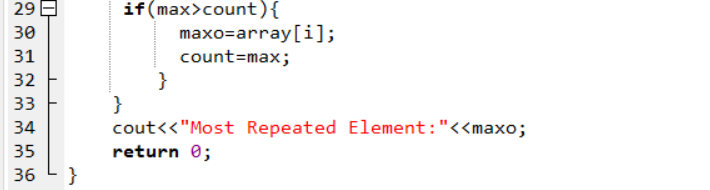 29 if(max>count){
30 maxo=array[i];
31 count=max;
32 }
33 }
34 cout<<"Most Repeated Element:"<<maxo;
35 return 0;
36 }